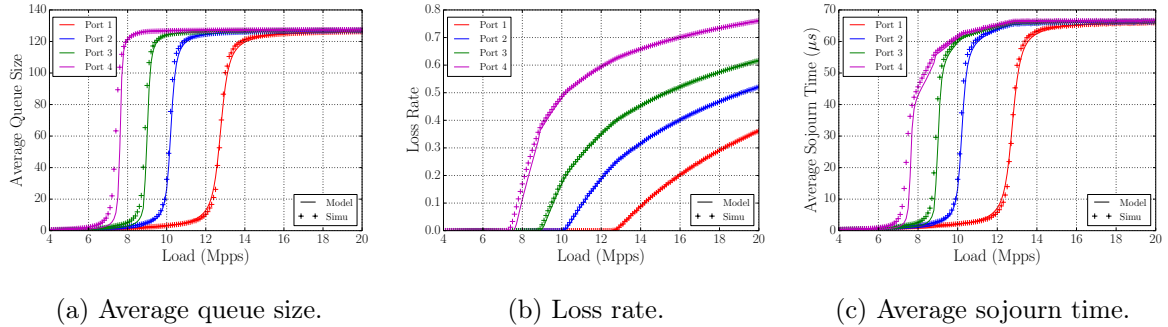 Average Queue Size
140
120
100
80
60
40
20
0
4 6 8 10 12 14 16 18 20
Load (Mpps)
Port 1
Port 2
Port 3
Port 4
Model
Simu
(a) Average queue size.
Loss Rate
0.8
0.7
0.6
0.5
0.4
0.3
0.2
0.1
0.0
4 6 8 10 12 14 16 18 20
Load (Mpps)
Port 1
Port 2
Port 3
Port 4
Model
Simu
(b) Loss rate.
Average Sojourn Time (μs)
70
60
50
40
30
20
10
0
4 6 8 10 12 14 16 18 20
Load (Mpps)
Port 1
Port 2
Port 3
Port 4
Model
Simu
(c) Average sojourn time.